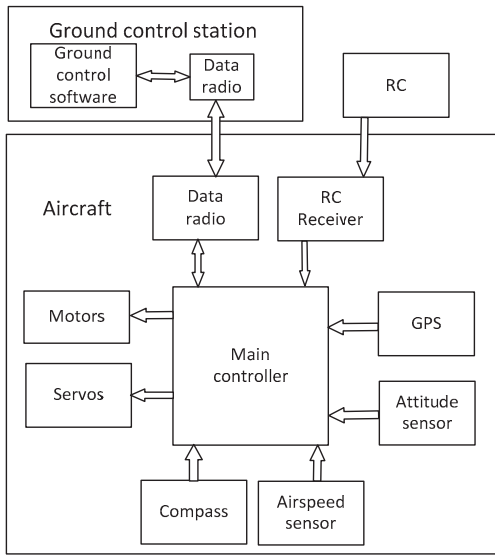 Ground control station
Ground
control
software
Data
radio
RC
Aircraft
Data
radio
RC
Receiver
Motors
Main
controller
GPS
Servos
Attitude
sensor
Compass
Airspeed
sensor